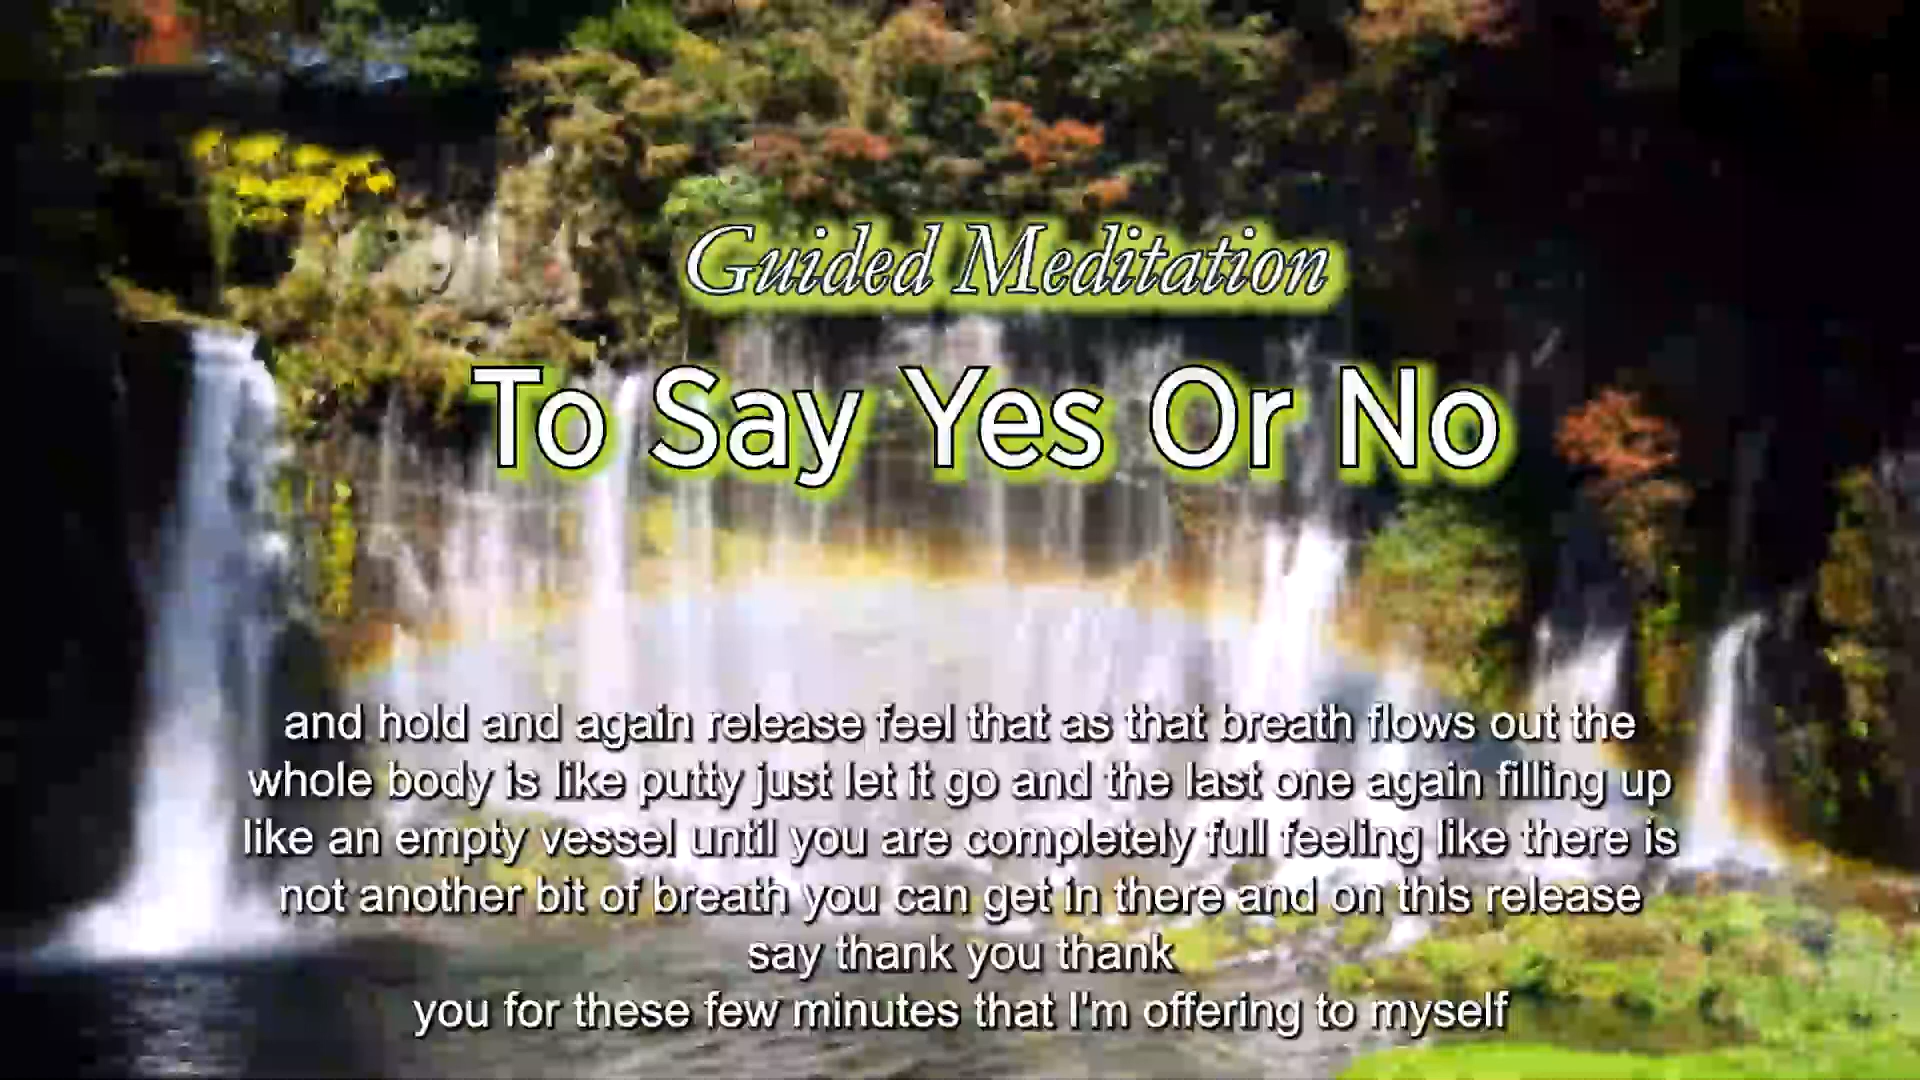 Guided Meditation
To Say Yes Or No
and hold and again release feel that as that breath flows out the
whole body is like putty just let it go and the last one again filling up
like an empty vessel until you are completely full feeling like there is
not another bit of breath you can get in there and on this release
say thank you thank
you for these few minutes that I'm offering to myself